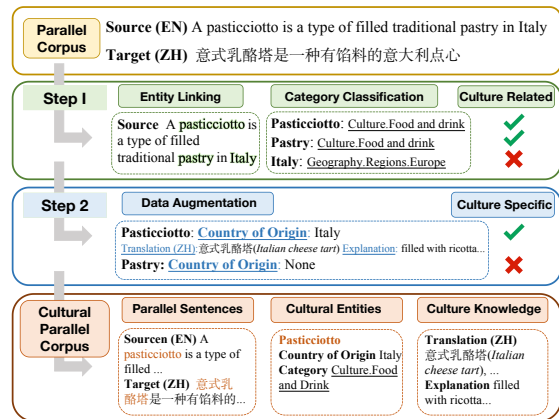 Parallel
Corpus
Source (EN) A pasticciotto is a type of filled traditional pastry in Italy
Target (ZH) 意式乳酪塔是一种有馅料的意大利点心
Step I
Entity Linking
Category Classification
Culture Related
Source A pasticciotto is
a type of filled
traditional pastry in Italy
Pasticciotto: Culture.Food and drink
Pastry: Culture.Food and drink
Italy: Geography.Regions.Europe
Step 2
Data Augmentation
Culture Specific
Pasticciotto: Country of Origin: Italy
Translation (ZH):意式乳酪塔(Italian cheese tart) Explanation: filled with ricotta...
Pastry: Country of Origin: None
Cultural
Parallel
Corpus
Parallel Sentences
Cultural Entities
Culture Knowledge
Sourcen (EN) A
pasticciotto is a type of
filled ...
Target (ZH) 意式乳
酪塔是一种有馅料的...
Pasticciotto
Country of Origin Italy
Category Culture.Food
and Drink
Translation (ZH)
意式乳酪塔(Italian
cheese tart), ...
Explanation filled
with ricotta...